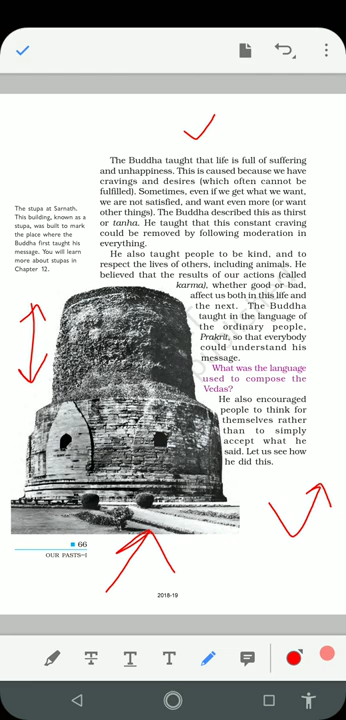 The Buddha taught that life is full of suffering
and unhappiness. This is caused because we have
cravings and desires (which often cannot be
fulfilled). Sometimes, even if we get what we want,
we are not satisfied, and want even more (or want
other things). The Buddha described this as thirst
or tanha. He taught that this constant craving
could be removed by following moderation in
everything.
The stupa at Sarnath.
This building, known as a
stupa, was built to mark
the place where the
Buddha first taught his
message. You will learn
more about stupas in
Chapter 12.
He also taught people to be kind, and to
respect the lives of others, including animals. He
believed that the results of our actions (called
karma), whether good or bad,
affect us both in this life and
the next. The Buddha
taught in the language of
the ordinary people,
Prakrit, so that everybody
could understand his
message.
What was the language
used to compose the
Vedas?
He also encouraged
people to think for
themselves rather
than to simply
accept what he
said. Let us see how
he did this.
66
OUR PASTS–I
2018-19
T
T
T